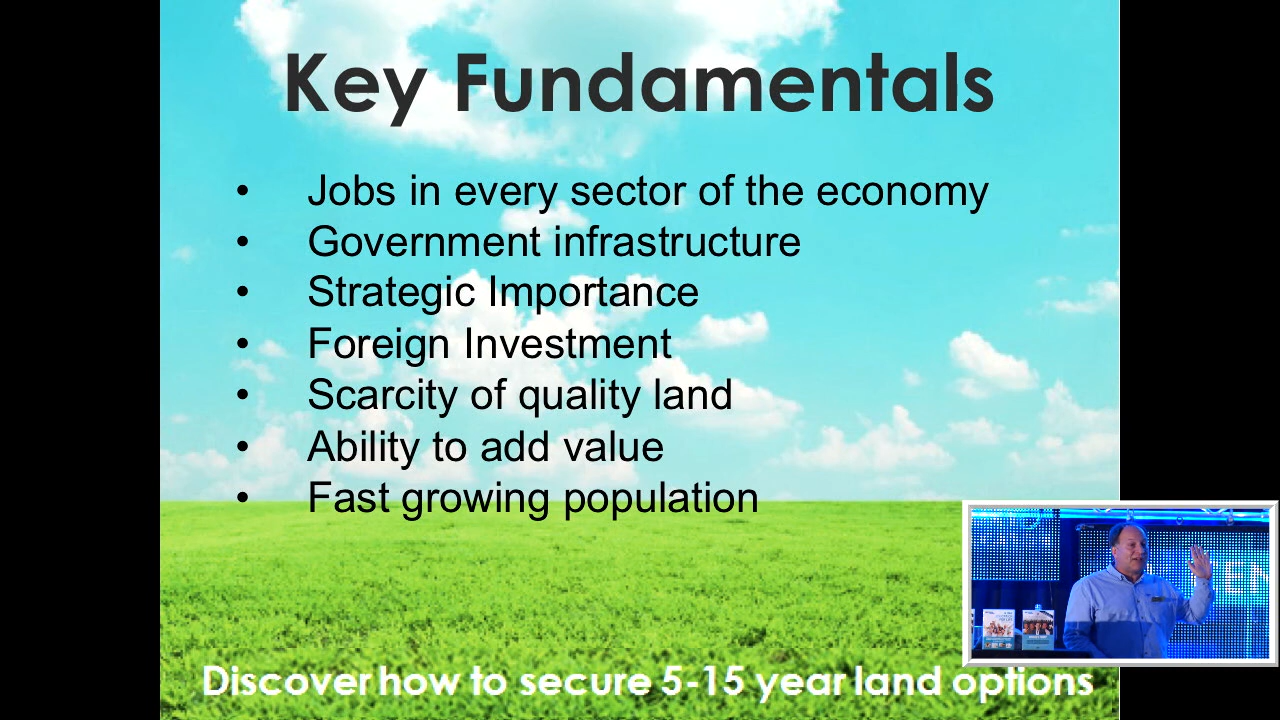 Key Fundamentals
• Jobs in every sector of the economy
• Government infrastructure
• Strategic Importance
• Foreign Investment
• Scarcity of quality land
• Ability to add value
• Fast growing population
Discover how to secure 5-15 year land options